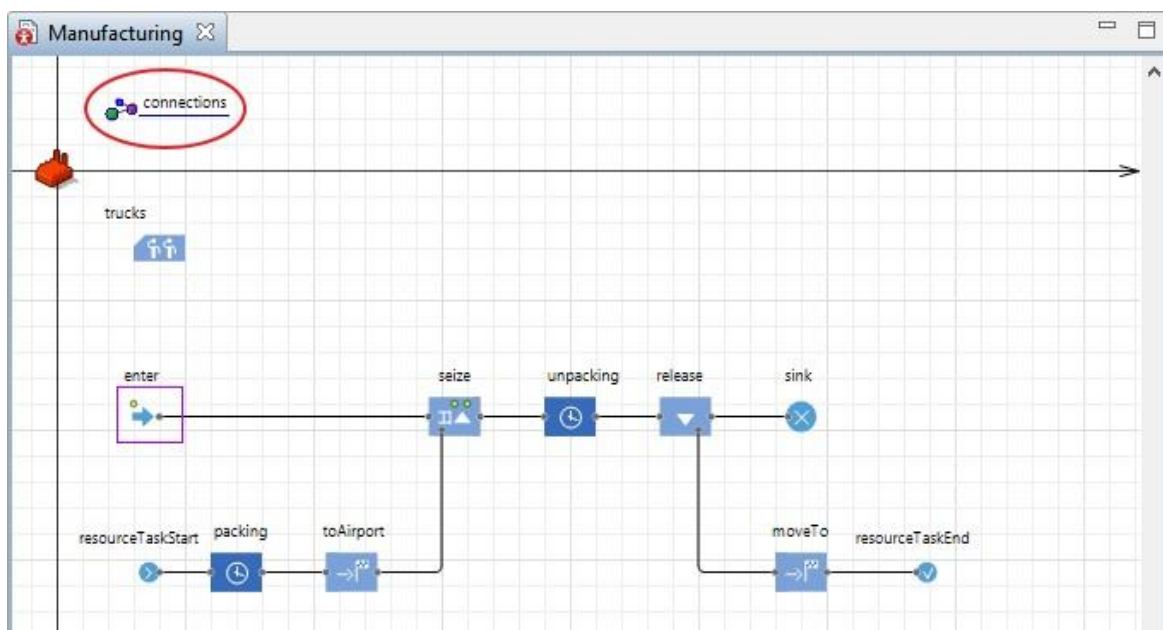 Manufacturing
connections
trucks
enter
seize
unpacking
release
sink
resourceTaskStart
packing
toAirport
moveTo
resourceTaskEnd